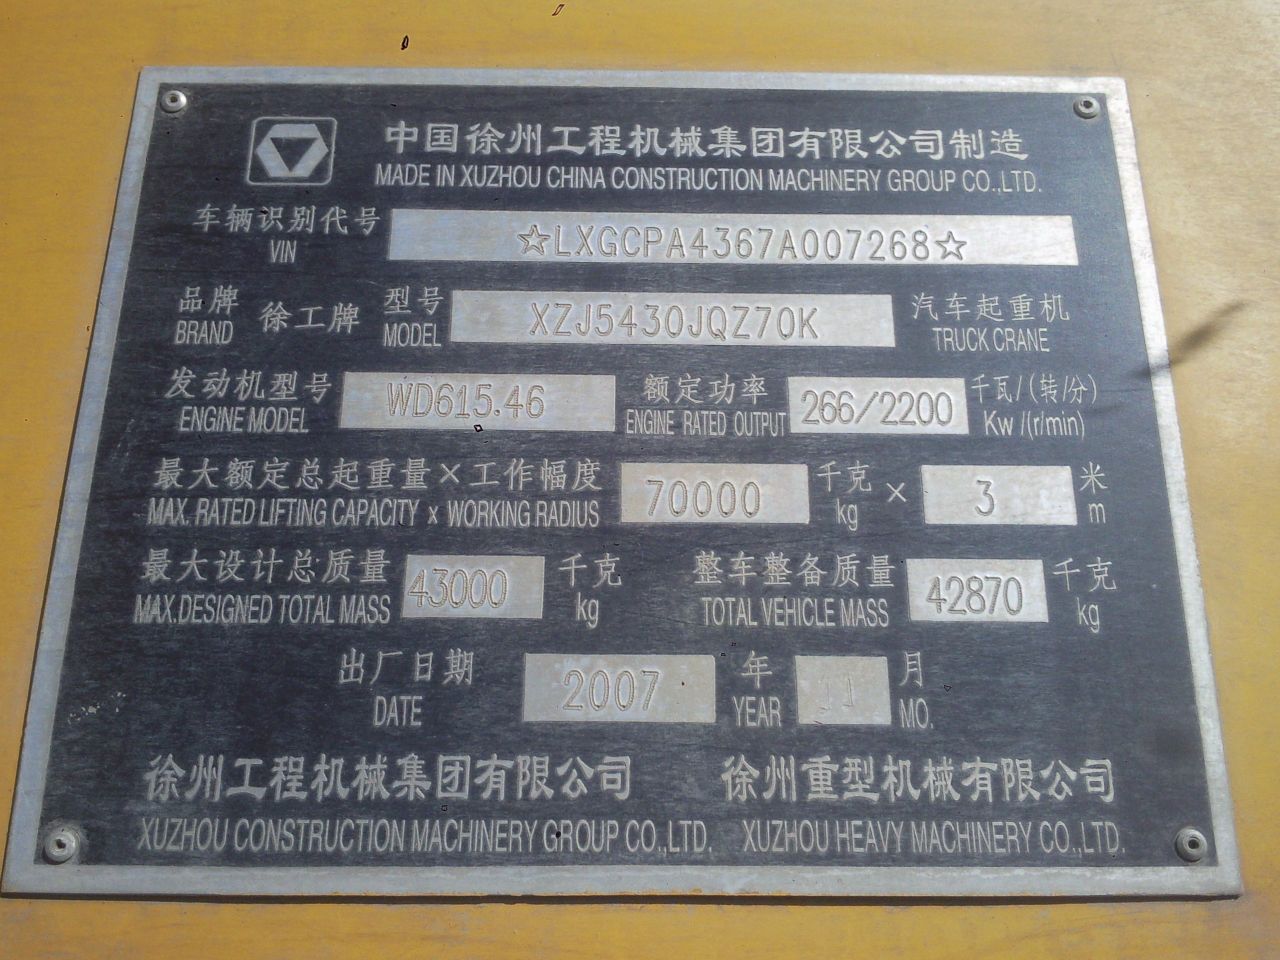 中国徐州工程机械集团有限公司制造
MADE IN XUZHOU CHINA CONSTRUCTION MACHINERY GROUP CO.,LTD.
车辆识别代号 ☆LXGCPA4367A007268☆
VIN
品牌 徐工牌 型号 XZJ5430JQZ70K 汽车起重机
BRAND MODEL TRUCK CRANE
发动机型号 WD615.46 额定功率 266/2200 千瓦/(转/分)
ENGINE MODEL ENGINE RATED OUTPUT Kw/(r/min)
最大额定总起重量×工作幅度 70000 千克 × 3 米
MAX. RATED LIFTING CAPACITY x WORKING RADIUS kg m
最大设计总质量 43000 千克 整车整备质量 42870 千克
MAX.DESIGNED TOTAL MASS kg TOTAL VEHICLE MASS kg
出厂日期 2007 年 11 月
DATE YEAR MO.
徐州工程机械集团有限公司 徐州重型机械有限公司
XUZHOU CONSTRUCTION MACHINERY GROUP CO.,LTD. XUZHOU HEAVY MACHINERY CO.,LTD.